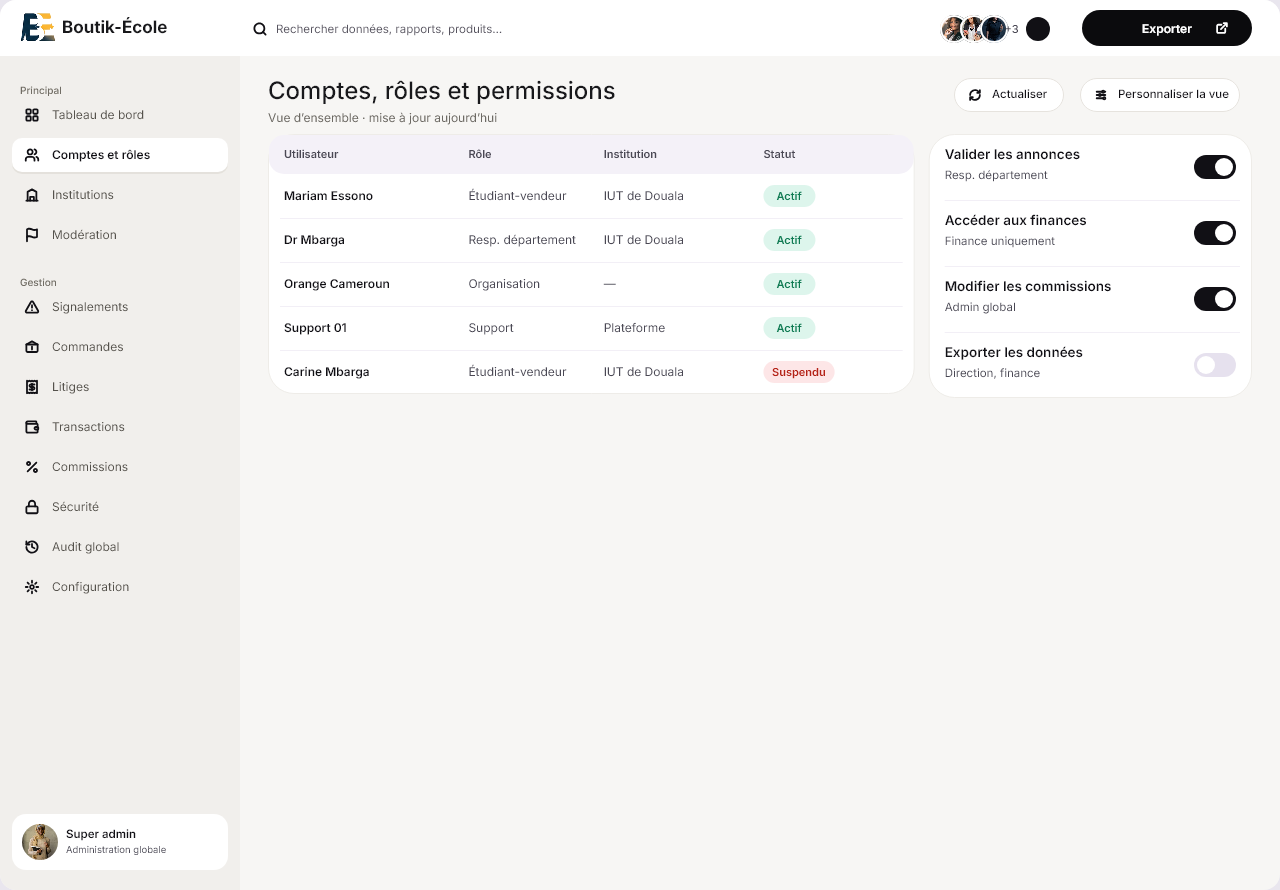 Boutik-École
Rechercher données, rapports, produits...
+3
Exporter
Principal
Tableau de bord
Comptes et rôles
Institutions
Modération
Gestion
Signalements
Commandes
Litiges
Transactions
Commissions
Sécurité
Audit global
Configuration
Super admin
Administration globale
Comptes, rôles et permissions
Vue d’ensemble · mise à jour aujourd’hui
Actualiser
Personnaliser la vue
Utilisateur Rôle Institution Statut
Mariam Essono Étudiant-vendeur IUT de Douala Actif
Dr Mbarga Resp. département IUT de Douala Actif
Orange Cameroun Organisation — Actif
Support 01 Support Plateforme Actif
Carine Mbarga Étudiant-vendeur IUT de Douala Suspendu
Valider les annonces
Resp. département
Accéder aux finances
Finance uniquement
Modifier les commissions
Admin global
Exporter les données
Direction, finance